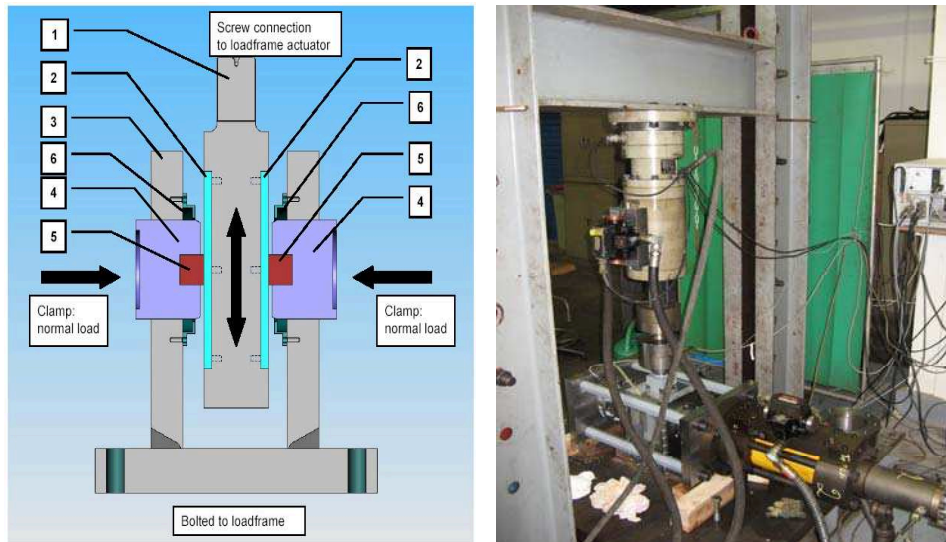 Screw connection
to loadframe actuator
1
2
3
6
4
5
2
6
5
4
Clamp:
normal load
Clamp:
normal load
Bolted to loadframe